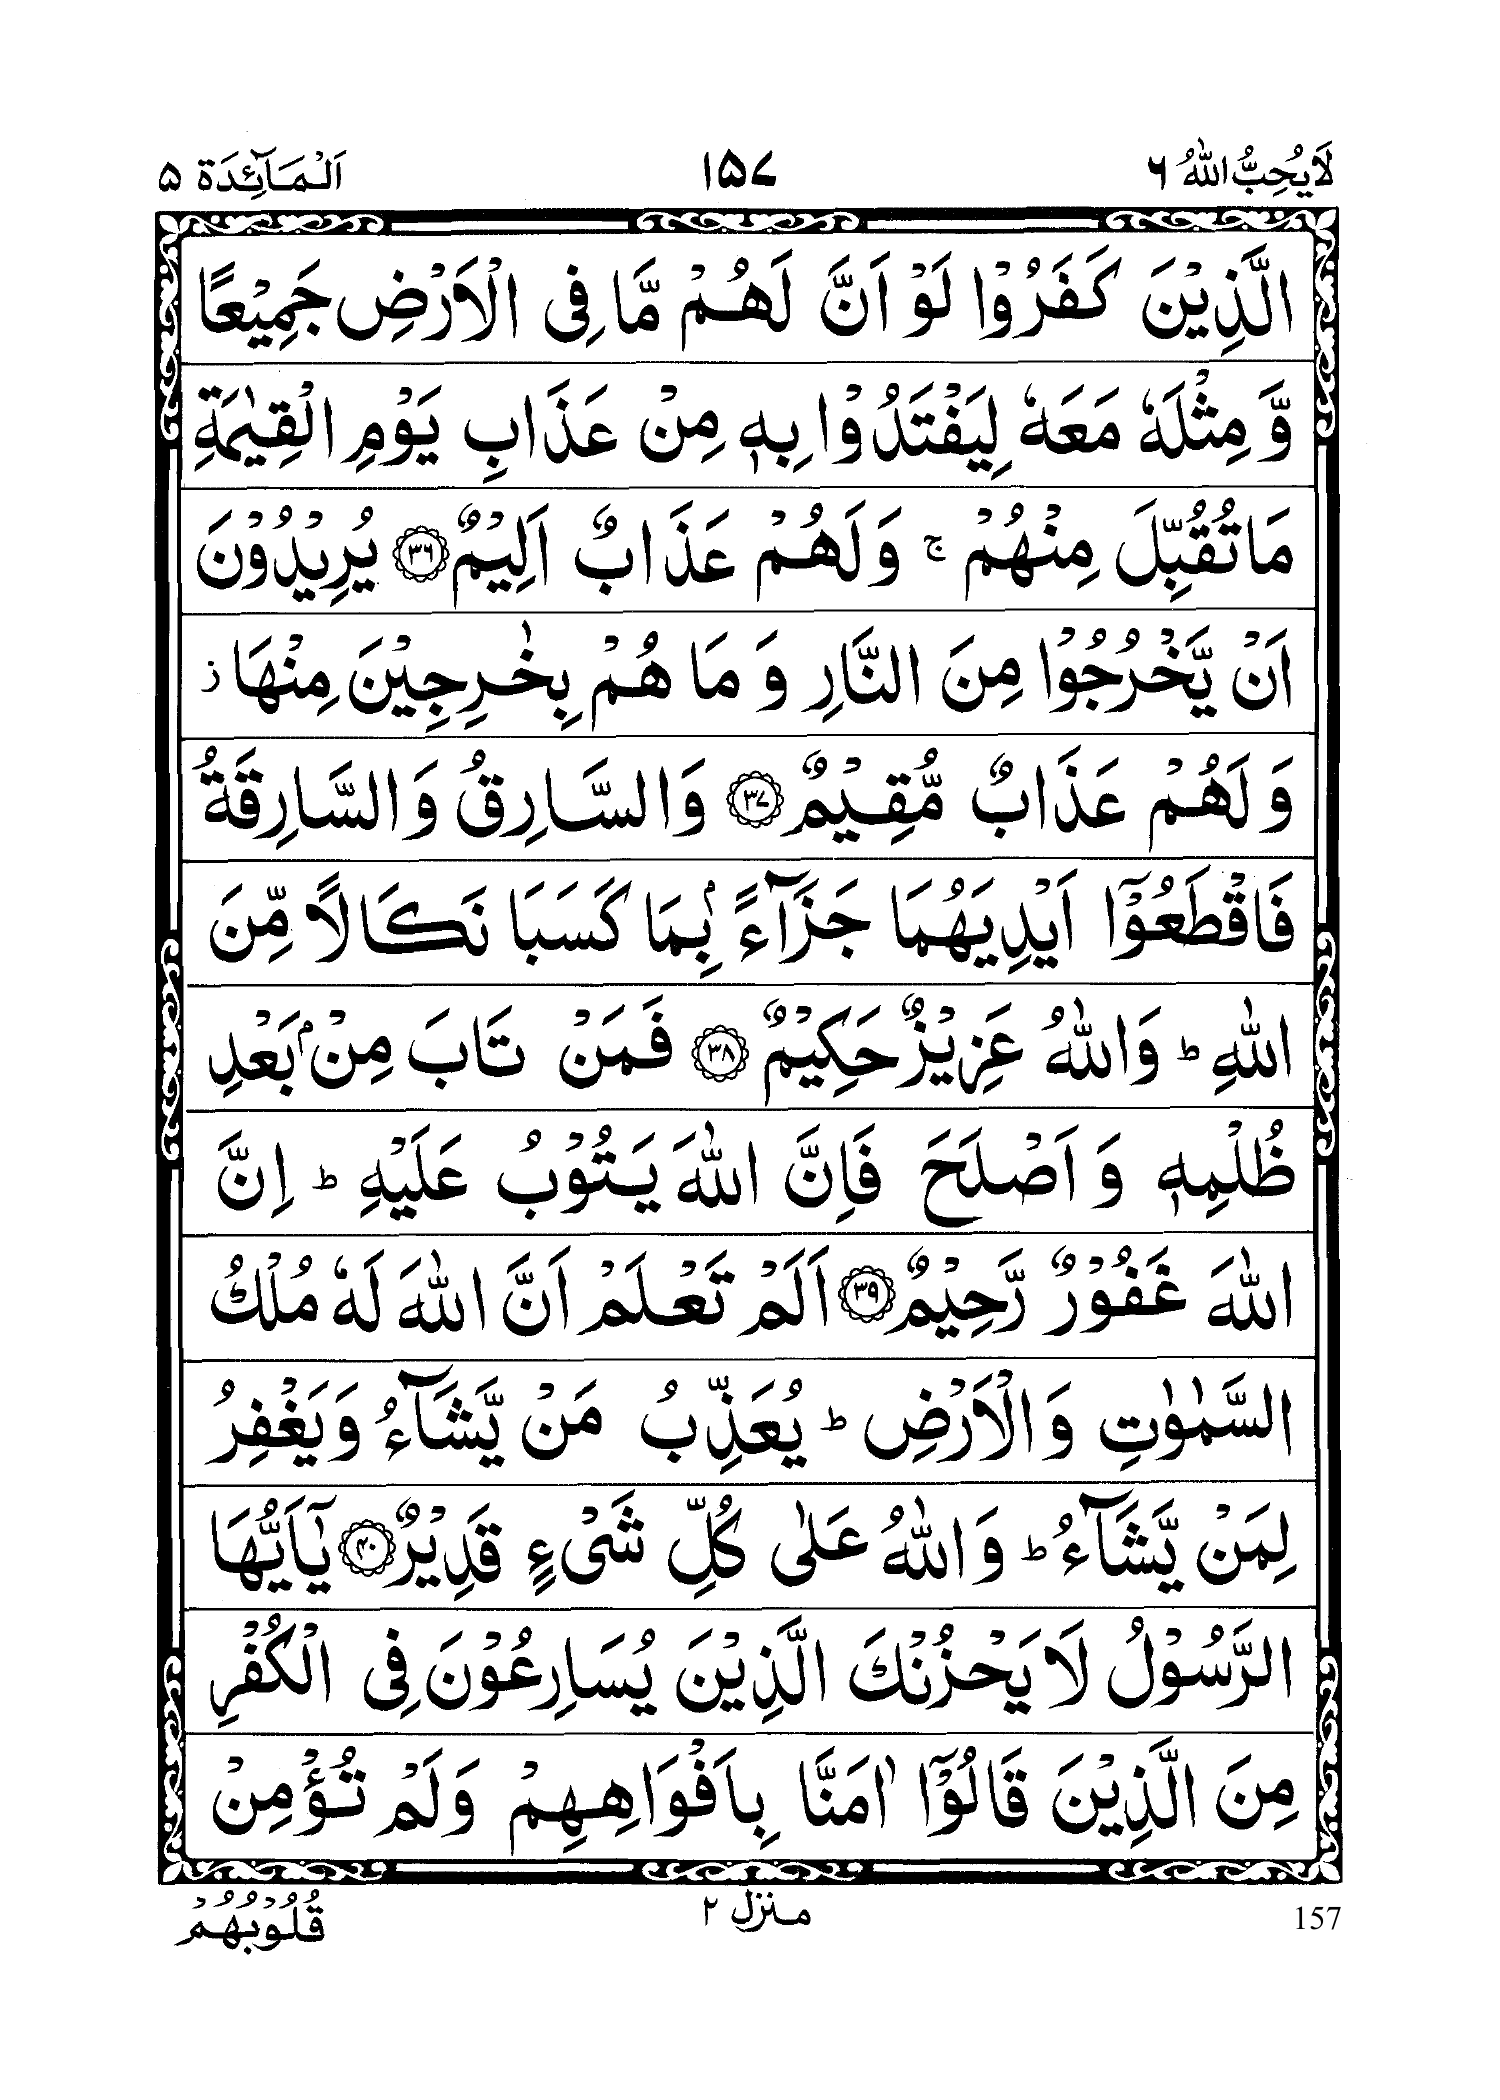 لَايُحِبُّ اللّٰهُ ٦
١٥٧
اَلْمَآئِدَة ٥
الَّذِيْنَ كَفَرُوْا لَوْ اَنَّ لَهُمْ مَّا فِى الْاَرْضِ جَمِيْعًا
وَّ مِثْلَهٗ مَعَهٗ لِيَفْتَدُوْا بِهٖ مِنْ عَذَابِ يَوْمِ الْقِيٰمَةِ
مَا تُقُبِّلَ مِنْهُمْ ۚ وَلَهُمْ عَذَابٌ اَلِيْمٌ ﴿٣٦﴾ يُرِيْدُوْنَ
اَنْ يَّخْرُجُوْا مِنَ النَّارِ وَ مَا هُمْ بِخٰرِجِيْنَ مِنْهَا ز
وَلَهُمْ عَذَابٌ مُّقِيْمٌ ﴿٣٧﴾ وَالسَّارِقُ وَالسَّارِقَةُ
فَاقْطَعُوْٓا اَيْدِيَهُمَا جَزَآءًۢ بِمَا كَسَبَا نَكَالًا مِّنَ
اللّٰهِ ؕ وَاللّٰهُ عَزِيْزٌ حَكِيْمٌ ﴿٣٨﴾ فَمَنْ تَابَ مِنْۢ بَعْدِ
ظُلْمِهٖ وَ اَصْلَحَ فَاِنَّ اللّٰهَ يَتُوْبُ عَلَيْهِ ؕ اِنَّ
اللّٰهَ غَفُوْرٌ رَّحِيْمٌ ﴿٣٩﴾ اَلَمْ تَعْلَمْ اَنَّ اللّٰهَ لَهٗ مُلْكُ
السَّمٰوٰتِ وَالْاَرْضِ ؕ يُعَذِّبُ مَنْ يَّشَآءُ وَيَغْفِرُ
لِمَنْ يَّشَآءُ ؕ وَاللّٰهُ عَلٰى كُلِّ شَىْءٍ قَدِيْرٌ ﴿٤٠﴾ يٰٓاَيُّهَا
الرَّسُوْلُ لَا يَحْزُنْكَ الَّذِيْنَ يُسَارِعُوْنَ فِى الْكُفْرِ
مِنَ الَّذِيْنَ قَالُوْٓا اٰمَنَّا بِاَفْوَاهِهِمْ وَلَمْ تُؤْمِنْ
قُلُوْبُهُمْ
منزل ٢
157